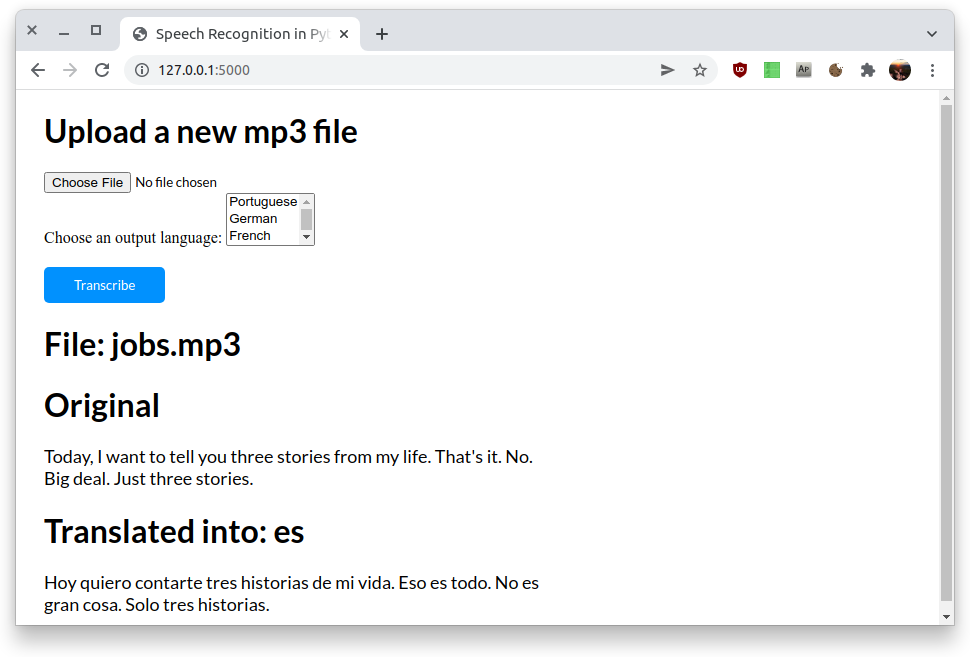 Speech Recognition in Pyt
127.0.0.1:5000
UD
AP
Upload a new mp3 file
Choose File No file chosen
Portuguese
German
Choose an output language: French
Transcribe
File: jobs.mp3
Original
Today, I want to tell you three stories from my life. That's it. No.
Big deal. Just three stories.
Translated into: es
Hoy quiero contarte tres historias de mi vida. Eso es todo. No es
gran cosa. Solo tres historias.